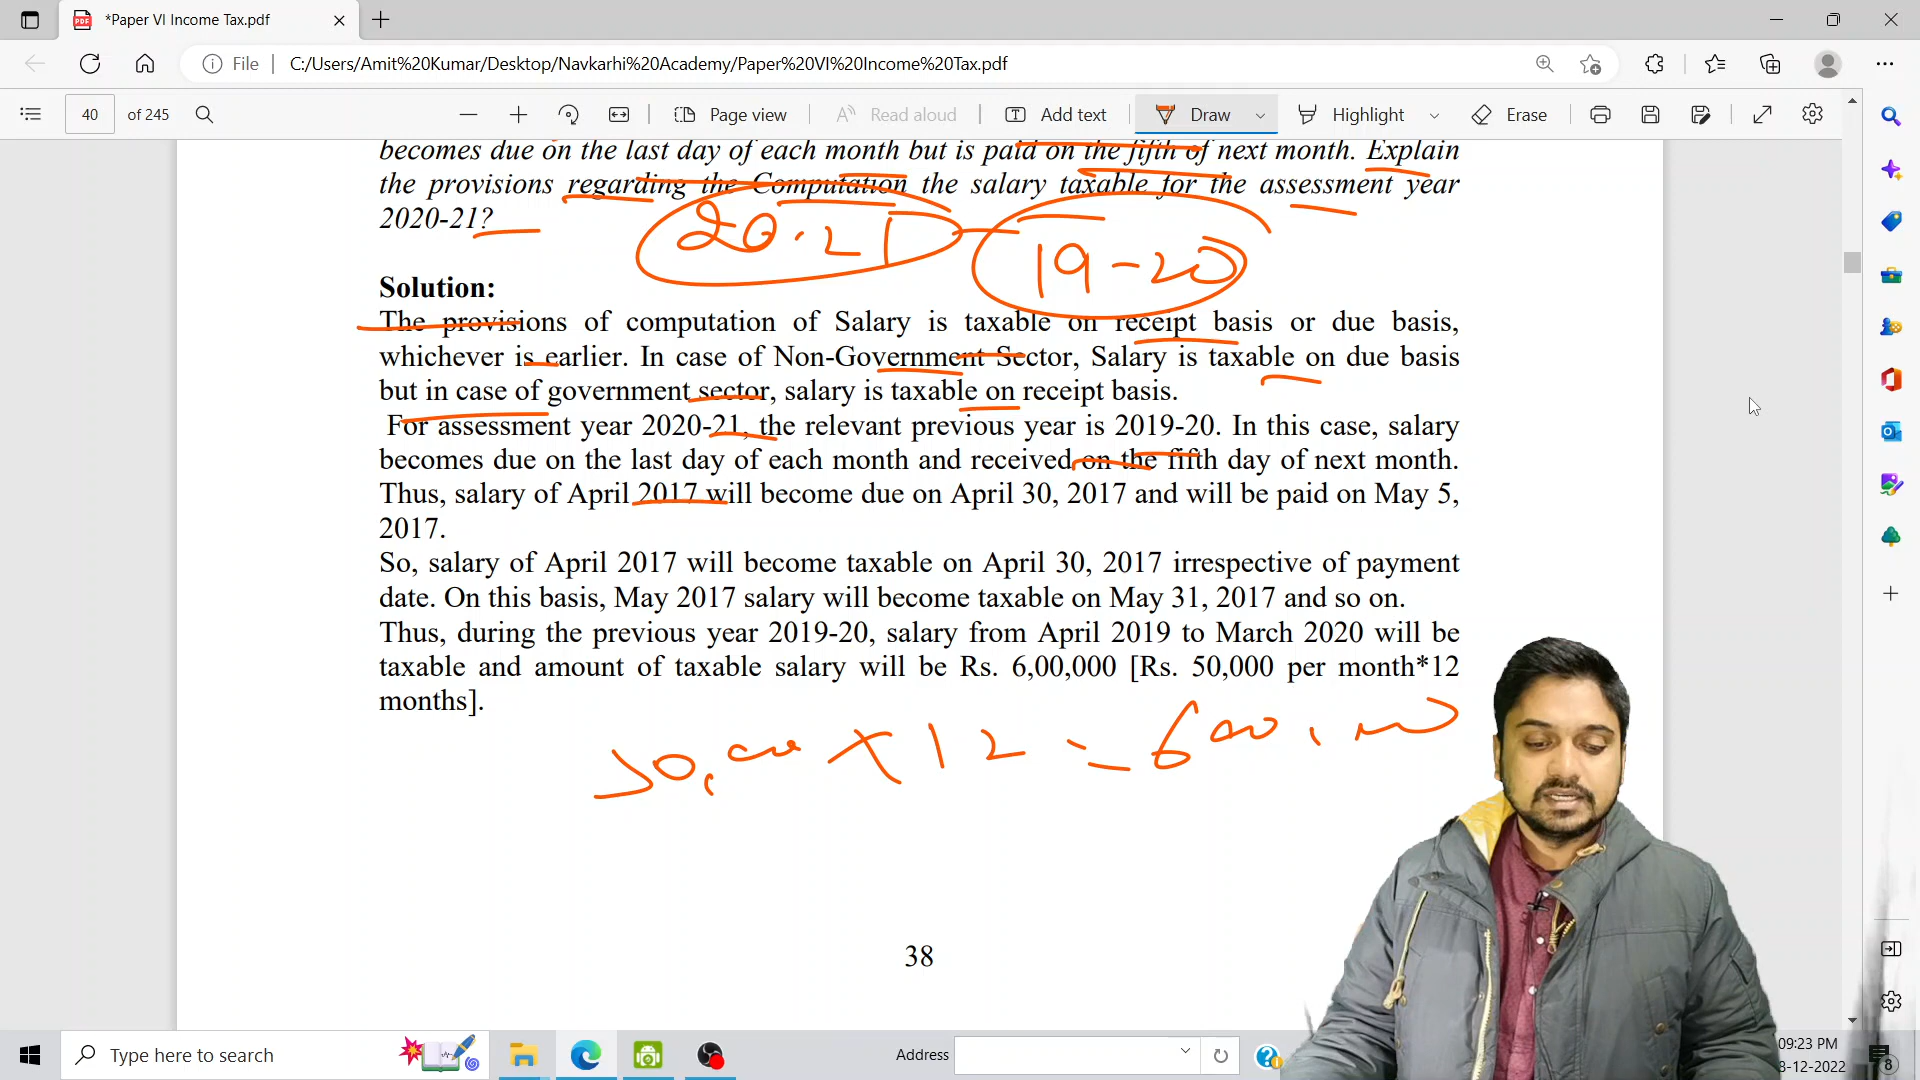 *Paper VI Income Tax.pdf
File
C:/Users/Amit%20Kumar/Desktop/Navkarhi%20Academy/Paper%20VI%20Income%20Tax.pdf
40 of 245
Page view
Read aloud
Add text
Draw
Highlight
Erase
becomes due on the last day of each month but is paid on the fifth of next month. Explain
the provisions regarding the Computation the salary taxable for the assessment year
2020-21?
20-21
19-20
Solution:
The provisions of computation of Salary is taxable on receipt basis or due basis,
whichever is earlier. In case of Non-Government Sector, Salary is taxable on due basis
but in case of government sector, salary is taxable on receipt basis.
For assessment year 2020-21, the relevant previous year is 2019-20. In this case, salary
becomes due on the last day of each month and received on the fifth day of next month.
Thus, salary of April 2017 will become due on April 30, 2017 and will be paid on May 5,
2017.
So, salary of April 2017 will become taxable on April 30, 2017 irrespective of payment
date. On this basis, May 2017 salary will become taxable on May 31, 2017 and so on.
Thus, during the previous year 2019-20, salary from April 2019 to March 2020 will be
taxable and amount of taxable salary will be Rs. 6,00,000 [Rs. 50,000 per month*12
months].
50,000 x 12 = 600,000
38
Type here to search
Address
09:23 PM
8-12-2022
8